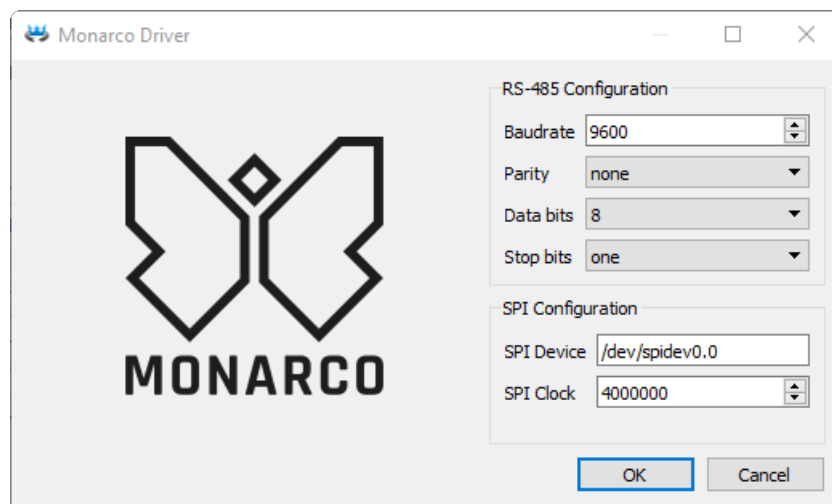 Monarco Driver
RS-485 Configuration
Baudrate 9600
Parity none
Data bits 8
Stop bits one
SPI Configuration
SPI Device /dev/spidev0.0
SPI Clock 4000000
MONARCO
OK Cancel